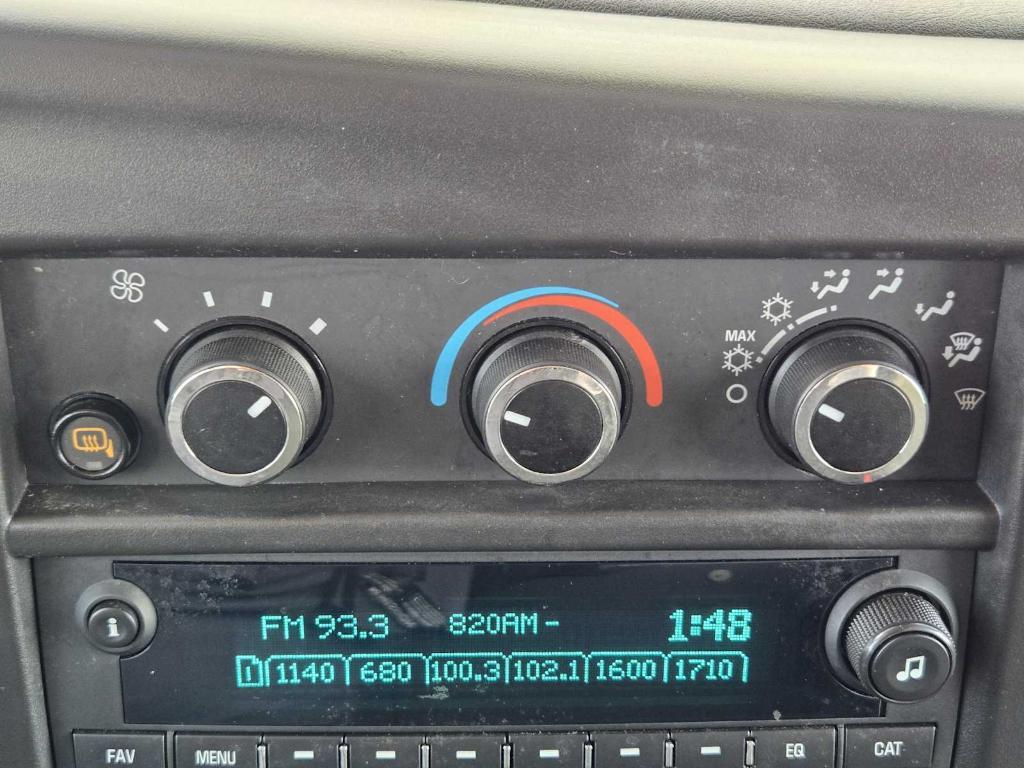 MAX
FM 93.3 820AM- 1:48
1 1140 680 100.3 102.1 1600 1710
i
FAV MENU EQ CAT